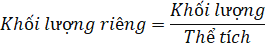 Khối lượng riêng = Khối lượng / Thể tích